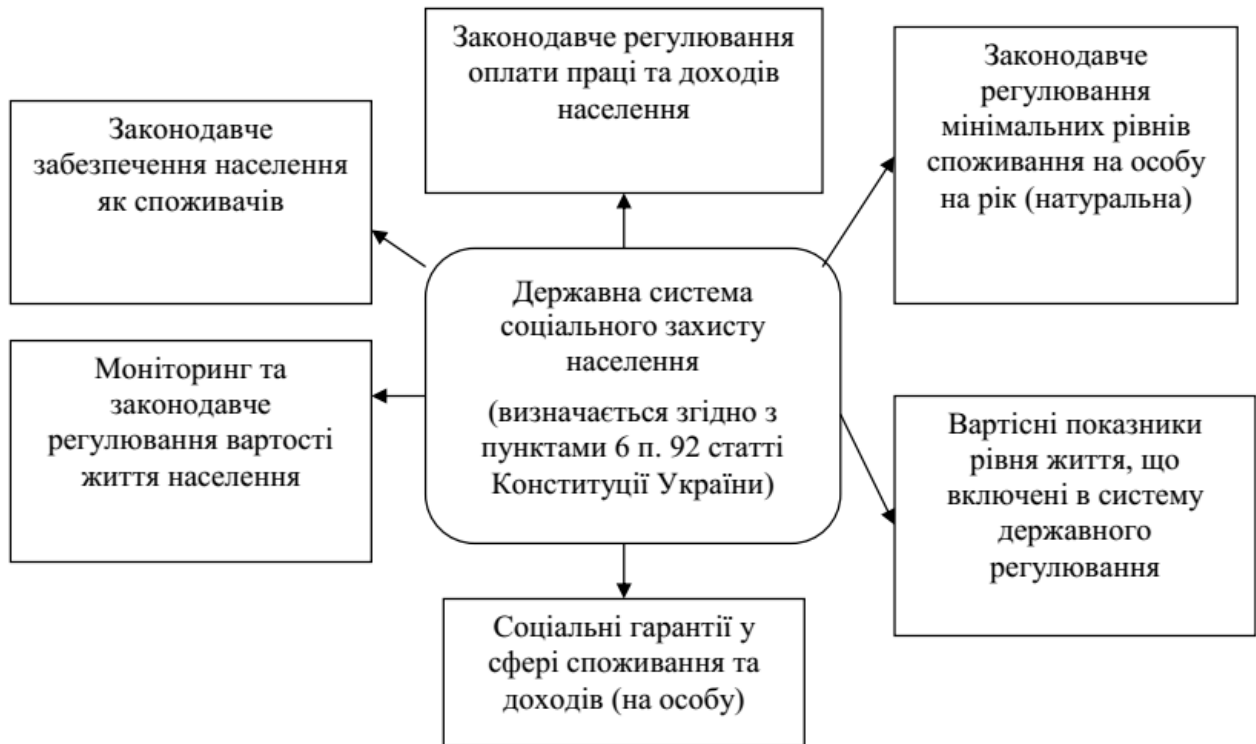 Законодавче регулювання
оплати праці та доходів
населення
Законодавче
регулювання
мінімальних рівнів
споживання на особу
на рік (натуральна)
Законодавче
забезпечення населення
як споживачів
Державна система
соціального захисту
населення
(визначається згідно з
пунктами 6 п. 92 статті
Конституції України)
Моніторинг та
законодавче
регулювання вартості
життя населення
Вартісні показники
рівня життя, що
включені в систему
державного
регулювання
Соціальні гарантії у
сфері споживання та
доходів (на особу)